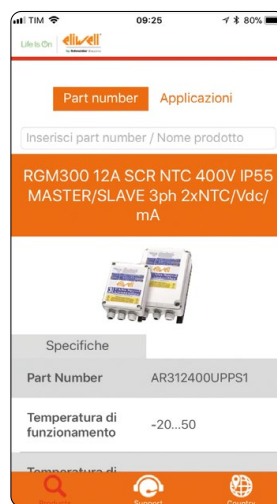 TIM 09:25 80%
Life Is On eliwell
By Schneider Electric
Part number Applicazioni
Inserisci part number / Nome prodotto
RGM300 12A SCR NTC 400V IP55
MASTER/SLAVE 3ph 2xNTC/Vdc/
mA
Specifiche
Part Number AR312400UPPS1
Temperatura di
funzionamento -20...50
Temperatura di
Products Support Country